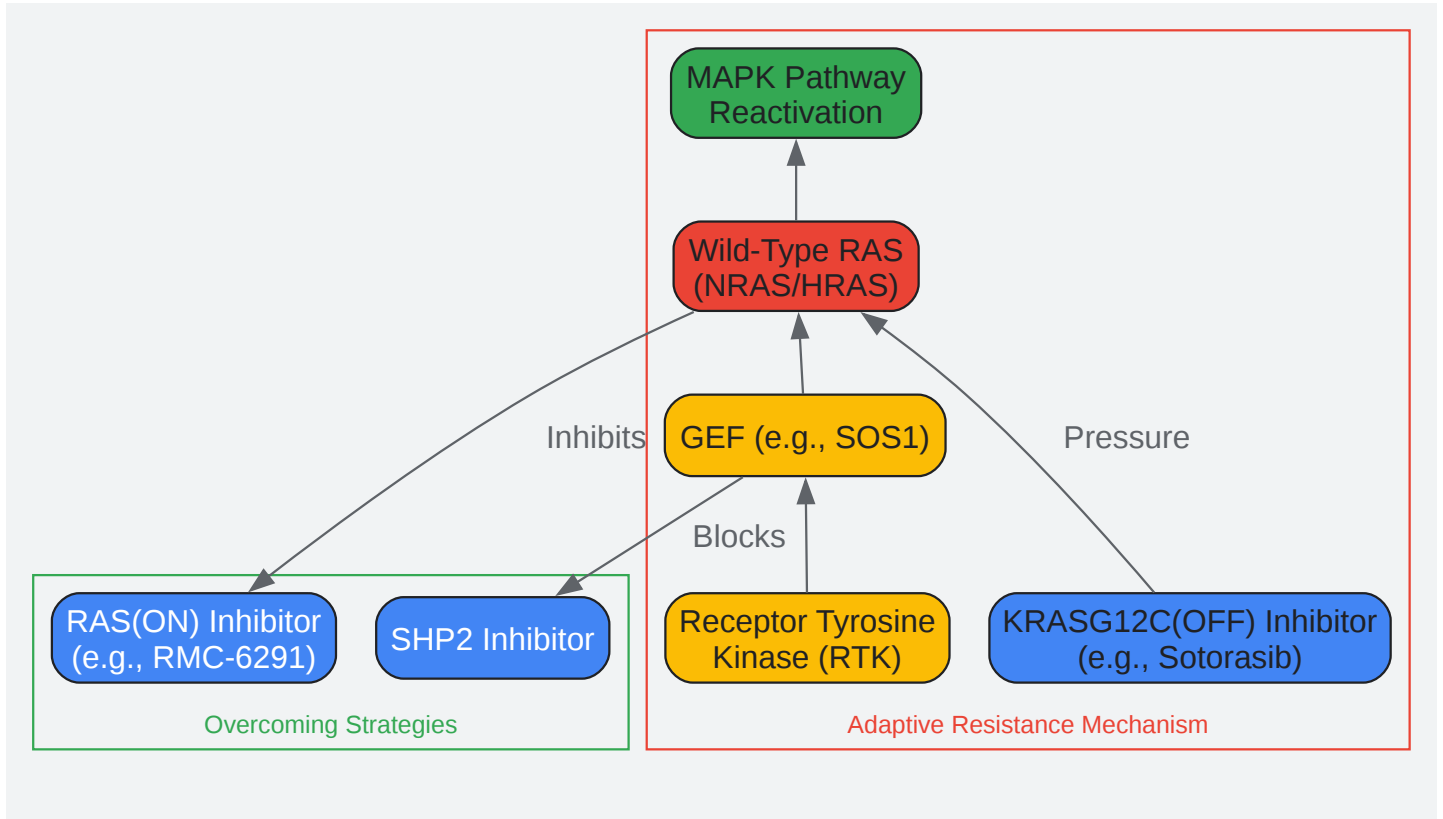 MAPK Pathway
Reactivation
Wild-Type RAS
(NRAS/HRAS)
Inhibits
GEF (e.g., SOS1)
Pressure
Blocks
RAS(ON) Inhibitor
(e.g., RMC-6291)
SHP2 Inhibitor
Receptor Tyrosine
Kinase (RTK)
KRASG12C(OFF) Inhibitor
(e.g., Sotorasib)
Overcoming Strategies
Adaptive Resistance Mechanism